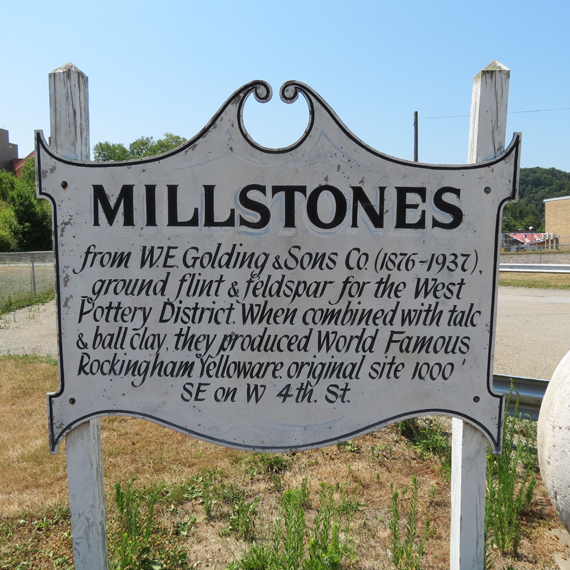 MILLSTONES
from W.E. Golding & Sons Co. (1876-1937),
ground flint & feldspar for the West
Pottery District. When combined with talc
& ball clay, they produced World Famous
Rockingham Yelloware original site 1000'
SE on W 4th. St.